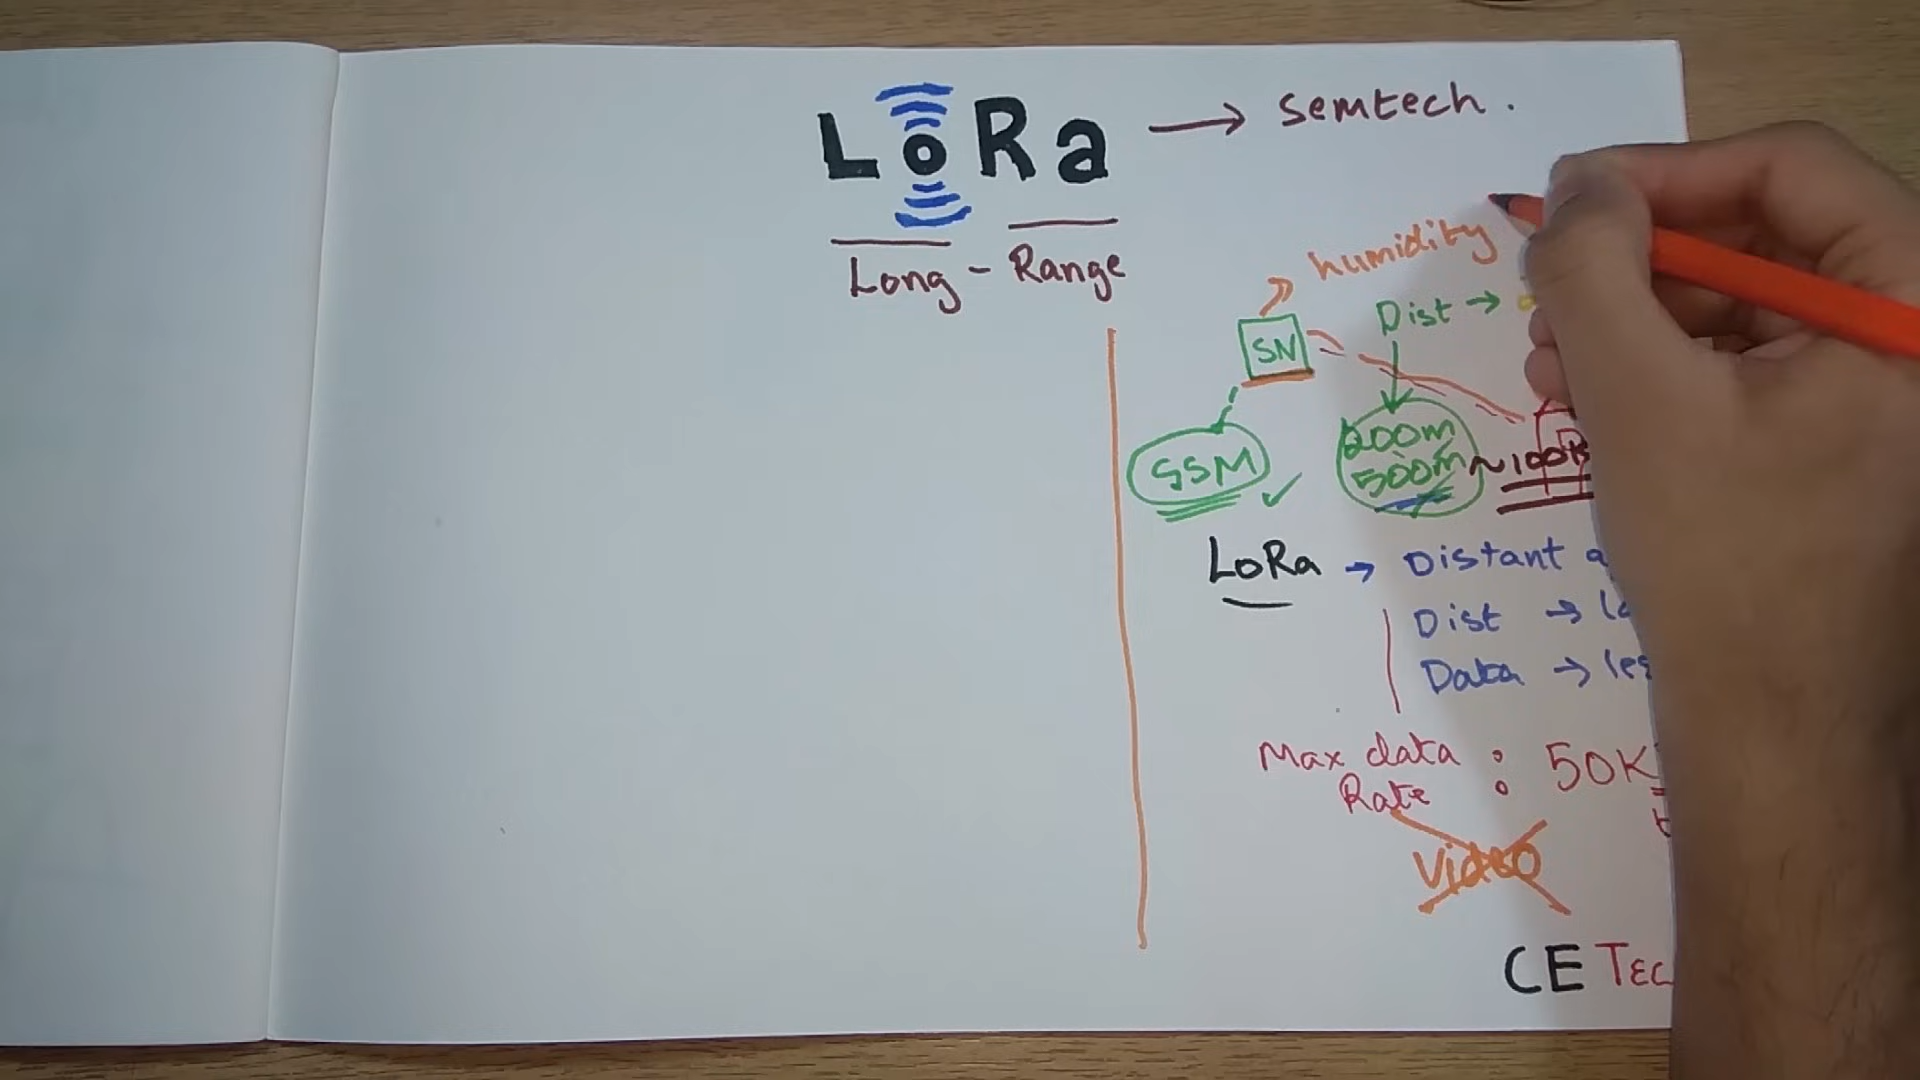 LoRa → semtech.
Long - Range
humidity
Dist →
SN
200m
500m
GSM ✓
LoRa → Distant
Dist →
Data →
Max data : 50K
Rate
Video
CE